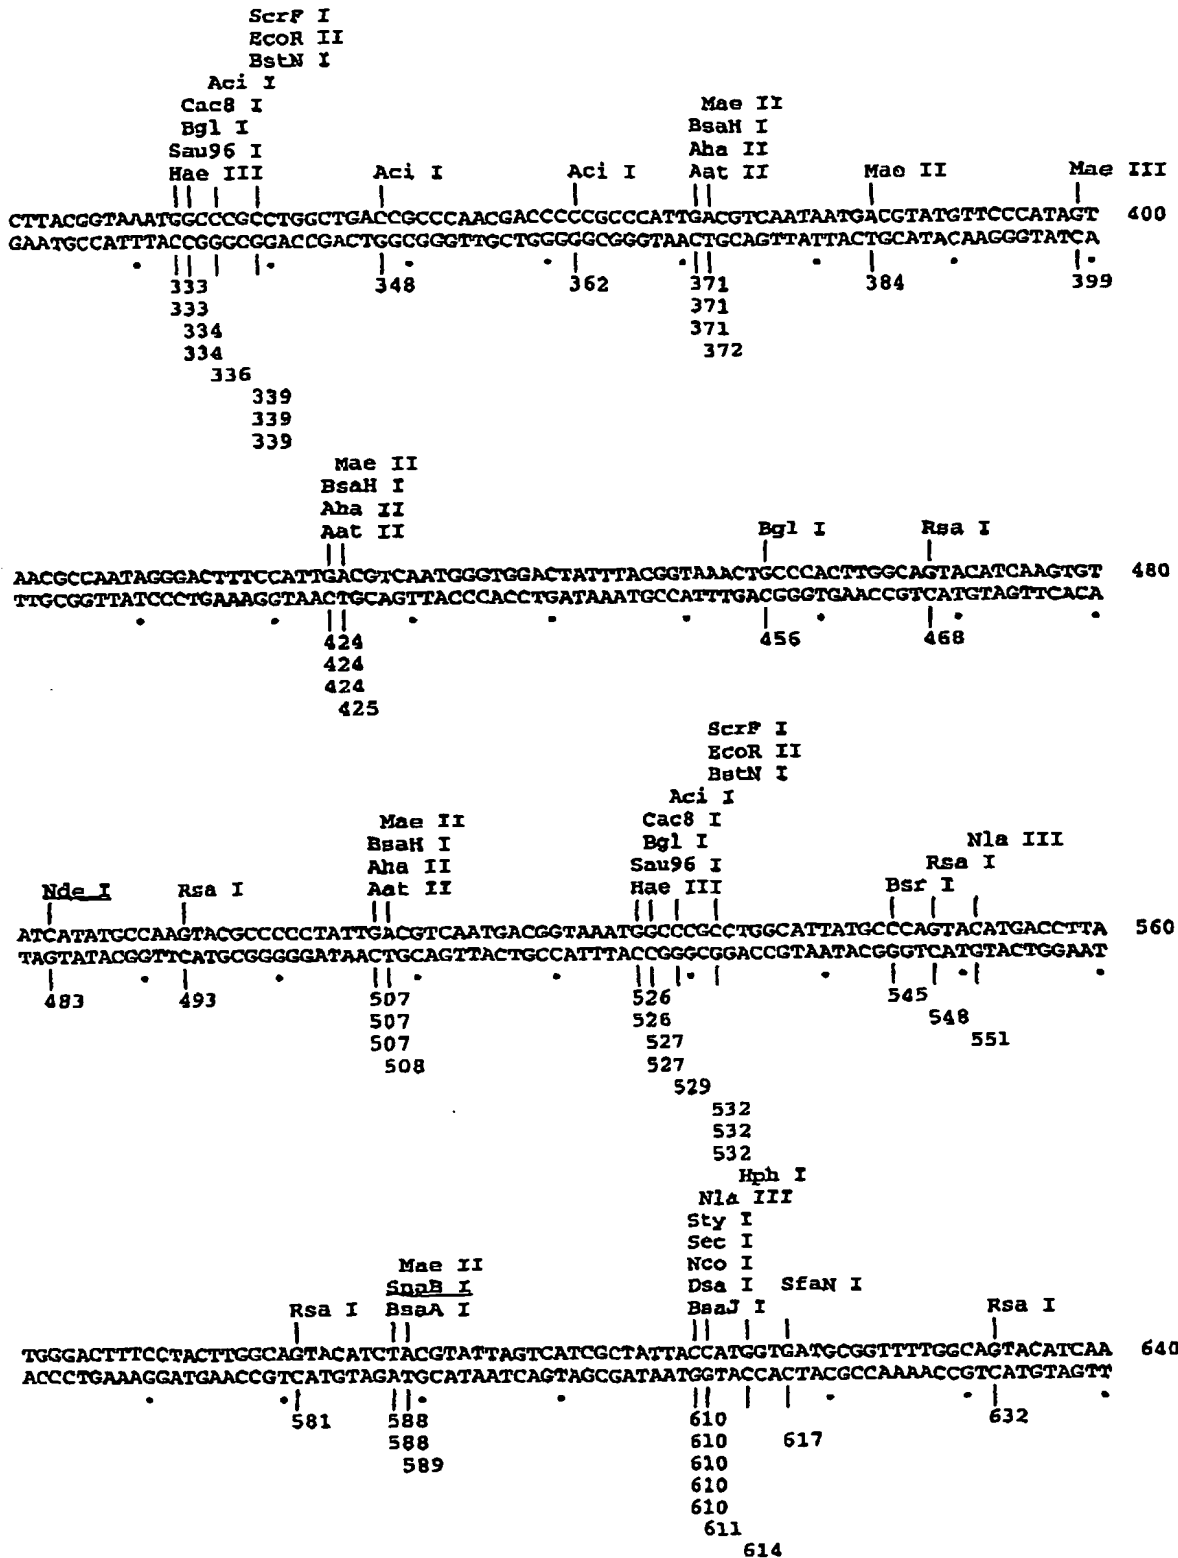 ScrF I
EcoR II
BstN I
Aci I
Cac8 I
Bgl I
Sau96 I
Hae III Aci I Aci I Mae II
BsaH I
Aha II
Aat II Mae II Mae III
CTTACGGTAAATGGCCCGCCTGGCTGACCGCCCAACGACCCCCGCCCATTGACGTCAATAATGACGTATGTTCCCATAGT 400
GAATGCCATTTACCGGGCGGACCGACTGGCGGGTTGCTGGGGGCGGGTAACTGCAGTTATTACTGCATACAAGGGTATCA
333 348 362 371 384 399
333 371
334 371
334 372
336
339
339
339
Mae II
BsaH I
Aha II
Aat II Bgl I Rsa I
AACGCCAATAGGGACTTTCCATTGACGTCAATGGGTGGACTATTTACGGTAAACTGCCCACTTGGCAGTACATCAAGTGT 480
TTGCGGTTATCCCTGAAAGGTAACTGCAGTTACCCACCTGATAAATGCCATTTGACGGGTGAACCGTCATGTAGTTCACA
424 456 468
424
424
425
ScrF I
EcoR II
BstN I
Aci I
Mae II Cac8 I
BsaH I Bgl I Nla III
Aha II Sau96 I Rsa I
Nde I Rsa I Aat II Hae III Bsr I
ATCATATGCCAAGTACGCCCCCTATTGACGTCAATGACGGTAAATGGCCCGCCTGGCATTATGCCCAGTACATGACCTTA 560
TAGTATACGGTTCATGCGGGGGATAACTGCAGTTACTGCCATTTACCGGGCGGACCGTAATACGGGTCATGTACTGGAAT
483 493 507 526 545
507 526 548
507 527 551
508 527
529
532
532
532
Hph I
Nla III
Sty I
Sec I
Mae II Nco I
SnaB I Dsa I SfaN I
Rsa I BsaA I BsaJ I Rsa I
TGGGACTTTCCTACTTGGCAGTACATCTACGTATTAGTCATCGCTATTACCATGGTGATGCGGTTTTGGCAGTACATCAA 640
ACCCTGAAAGGATGAACCGTCATGTAGATGCATAATCAGTAGCGATAATGGTACCACTACGCCAAAACCGTCATGTAGTT
581 588 610 632
588 610 617
589 610
610
610
611
614